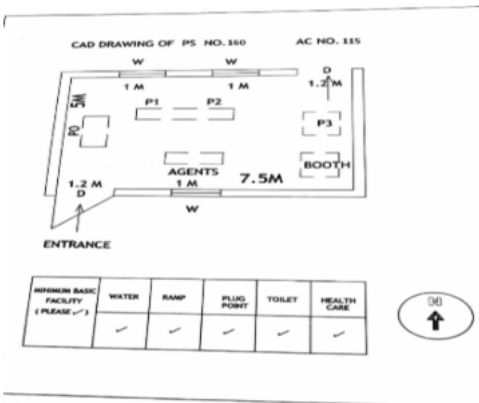 CAD DRAWING OF PS NO.160 AC NO. 115
W W
D
1 M 1 M 1.2 M
5M
P1 P2
PO
P3
AGENTS
BOOTH
1.2 M 1 M 7.5M
D
W
ENTRANCE
MINIMUM BASIC
FACILITY
( PLEASE ✓ )
WATER
RAMP
PLUG
POINT
TOILET
HEALTH
CARE
✓ ✓ ✓ ✓ ✓
N